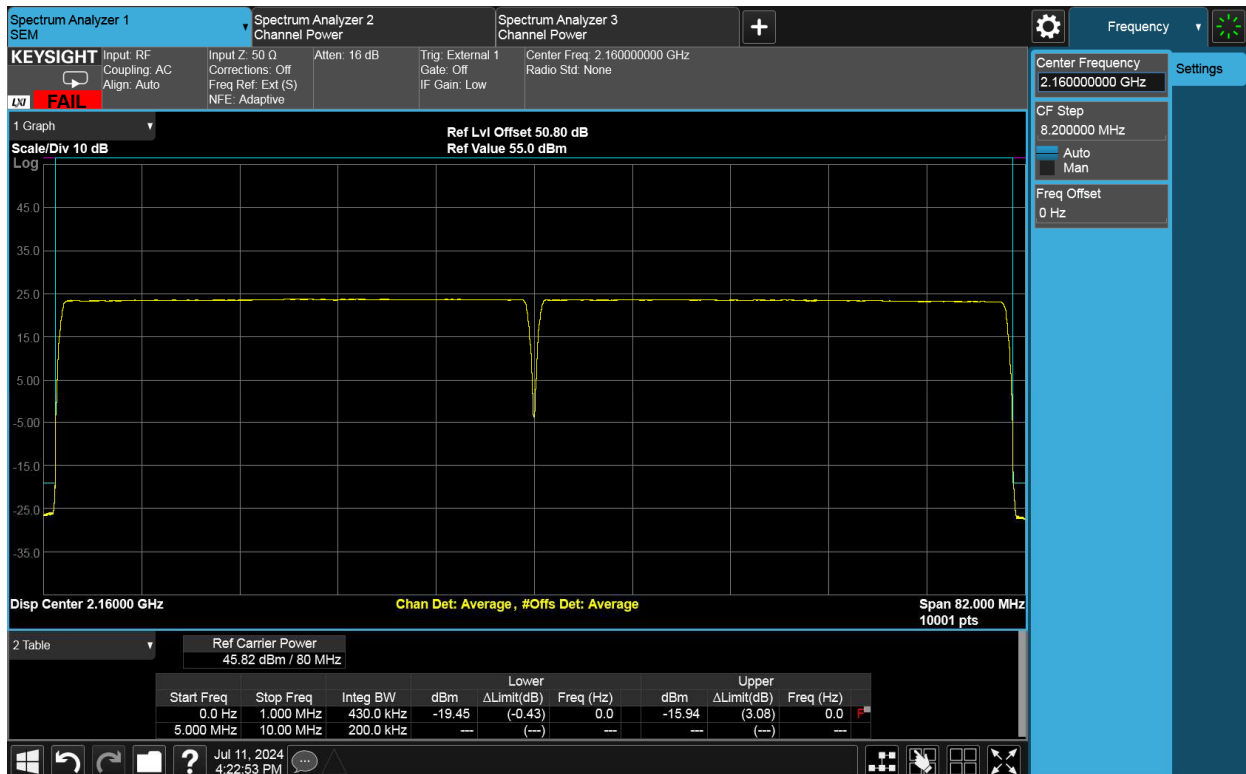 Spectrum Analyzer 1
SEM
Spectrum Analyzer 2
Channel Power
Spectrum Analyzer 3
Channel Power
+
Frequency
KEYSIGHT
LXI
FAIL
Input: RF
Coupling: AC
Align: Auto
Input Z: 50 Ω
Corrections: Off
Freq Ref: Ext (S)
NFE: Adaptive
Atten: 16 dB
Trig: External 1
Gate: Off
IF Gain: Low
Center Freq: 2.160000000 GHz
Radio Std: None
Center Frequency
2.160000000 GHz
Settings
CF Step
8.200000 MHz
Auto
Man
Freq Offset
0 Hz
1 Graph
Scale/Div 10 dB
Ref Lvl Offset 50.80 dB
Ref Value 55.0 dBm
Log
45.0
35.0
25.0
15.0
5.00
-5.00
-15.0
-25.0
-35.0
Disp Center 2.16000 GHz
Chan Det: Average , #Offs Det: Average
Span 82.000 MHz
10001 pts
2 Table
Ref Carrier Power
45.82 dBm / 80 MHz
Lower Upper
Start Freq Stop Freq Integ BW dBm ΔLimit(dB) Freq (Hz) dBm ΔLimit(dB) Freq (Hz)
0.0 Hz 1.000 MHz 430.0 kHz -19.45 (-0.43) 0.0 -15.94 (3.08) 0.0 F
5.000 MHz 10.00 MHz 200.0 kHz --- (---) --- --- (---) ---
?
Jul 11, 2024
4:22:53 PM